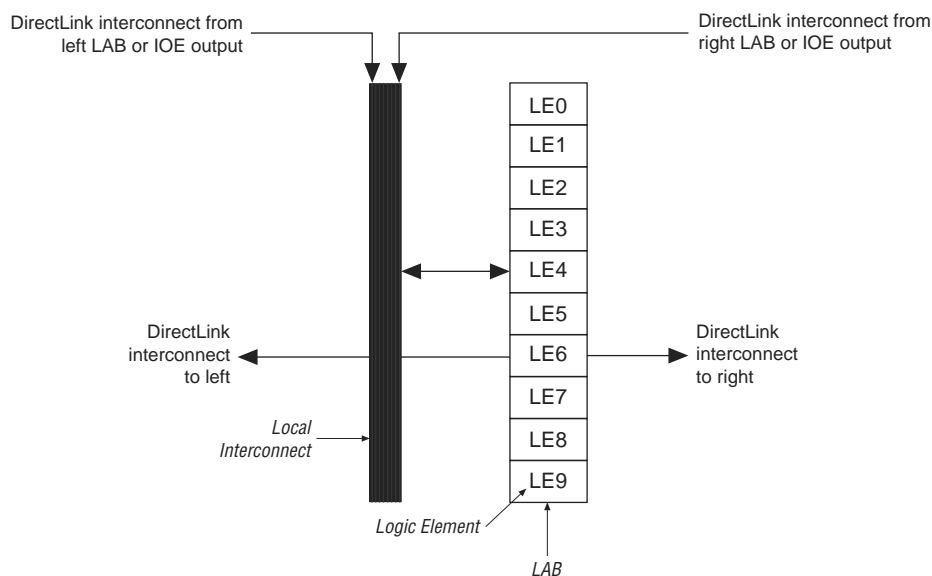 DirectLink interconnect from
left LAB or IOE output
DirectLink interconnect from
right LAB or IOE output
LE0
LE1
LE2
LE3
LE4
LE5
LE6
LE7
LE8
LE9
DirectLink
interconnect
to left
DirectLink
interconnect
to right
Local
Interconnect
Logic Element
LAB